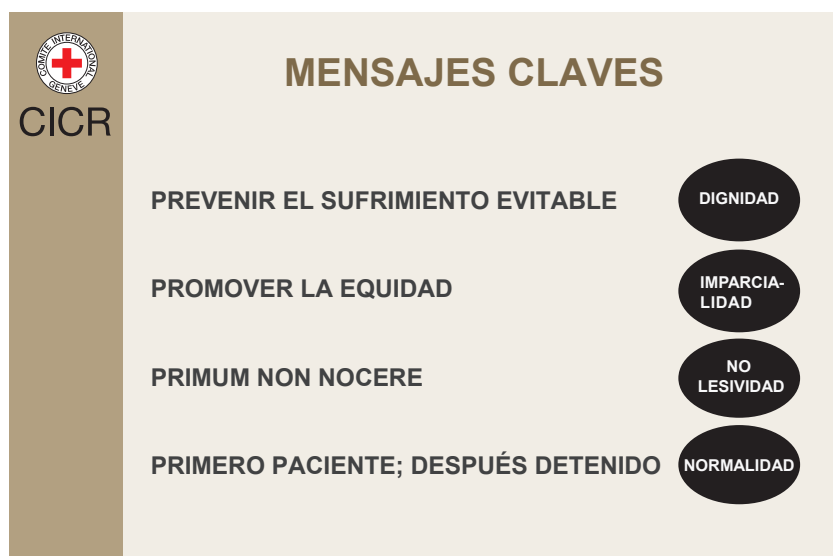 COMITE INTERNATIONAL
GENEVE
CICR
MENSAJES CLAVES
PREVENIR EL SUFRIMIENTO EVITABLE
DIGNIDAD
PROMOVER LA EQUIDAD
IMPARCIA-
LIDAD
PRIMUM NON NOCERE
NO
LESIVIDAD
PRIMERO PACIENTE; DESPUÉS DETENIDO
NORMALIDAD